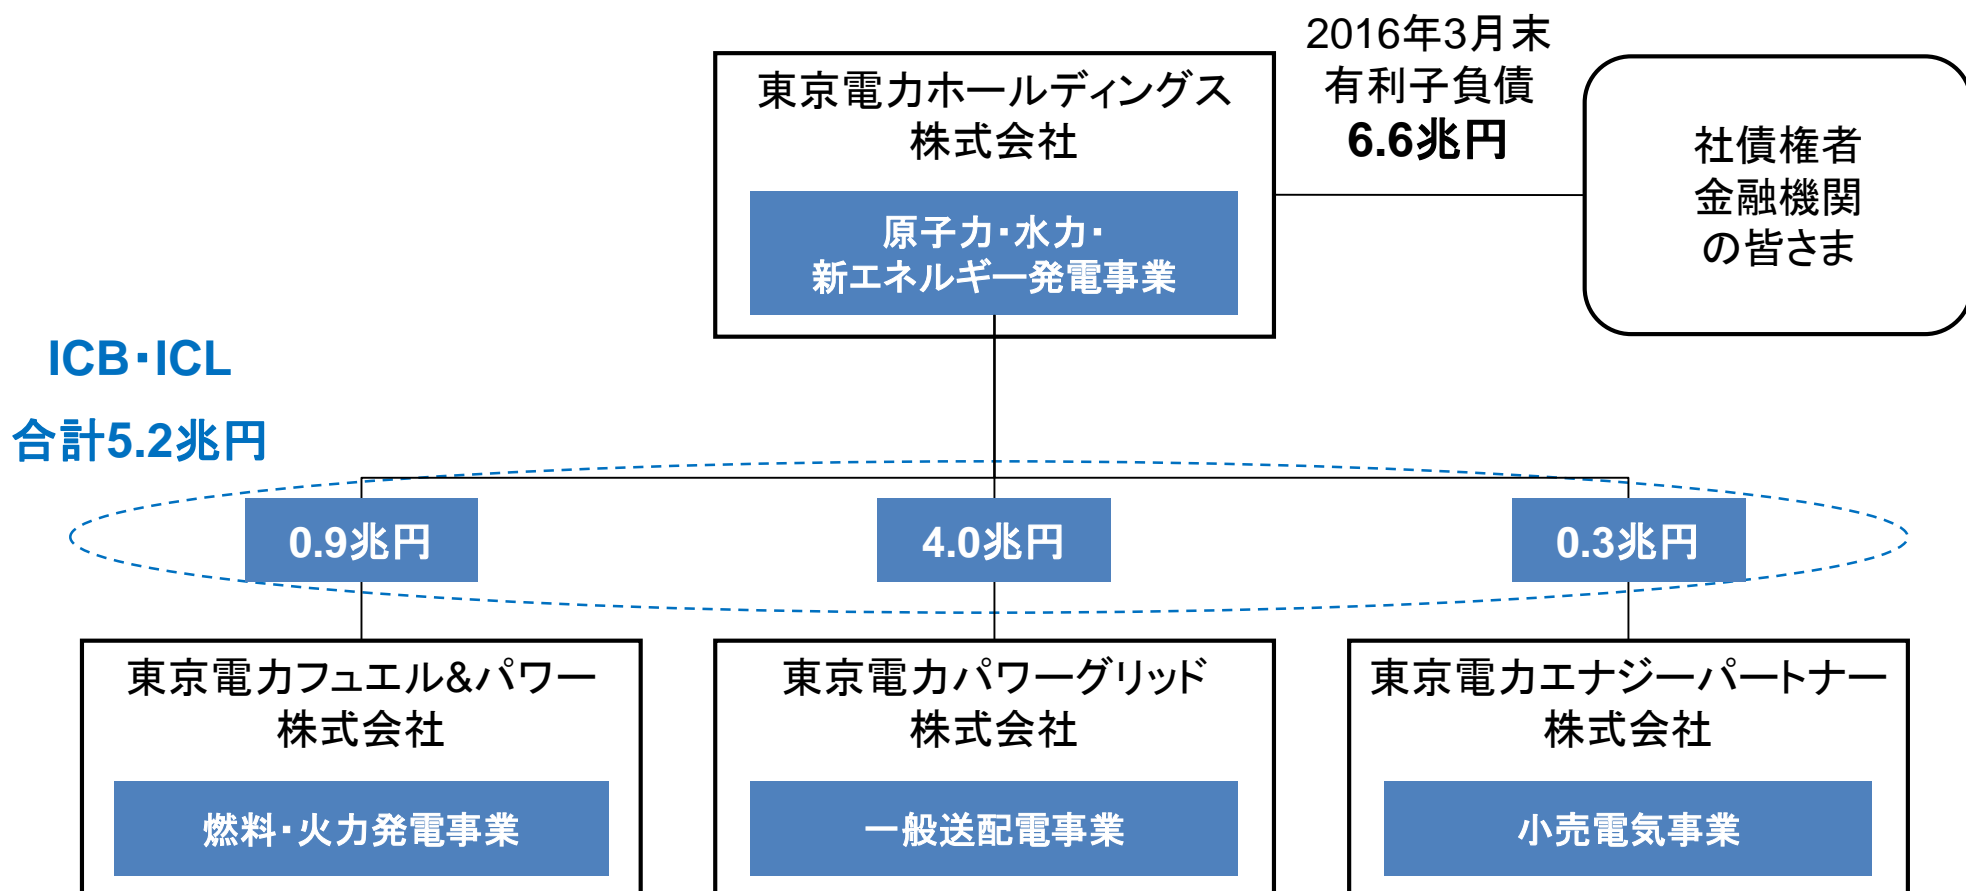 2016年3月末
有利子負債
6.6兆円
東京電力ホールディングス
株式会社
原子力・水力・
新エネルギー発電事業
社債権者
金融機関
の皆さま
ICB・ICL
合計5.2兆円
0.9兆円
4.0兆円
0.3兆円
東京電力フュエル&パワー
株式会社
燃料・火力発電事業
東京電力パワーグリッド
株式会社
一般送配電事業
東京電力エナジーパートナー
株式会社
小売電気事業